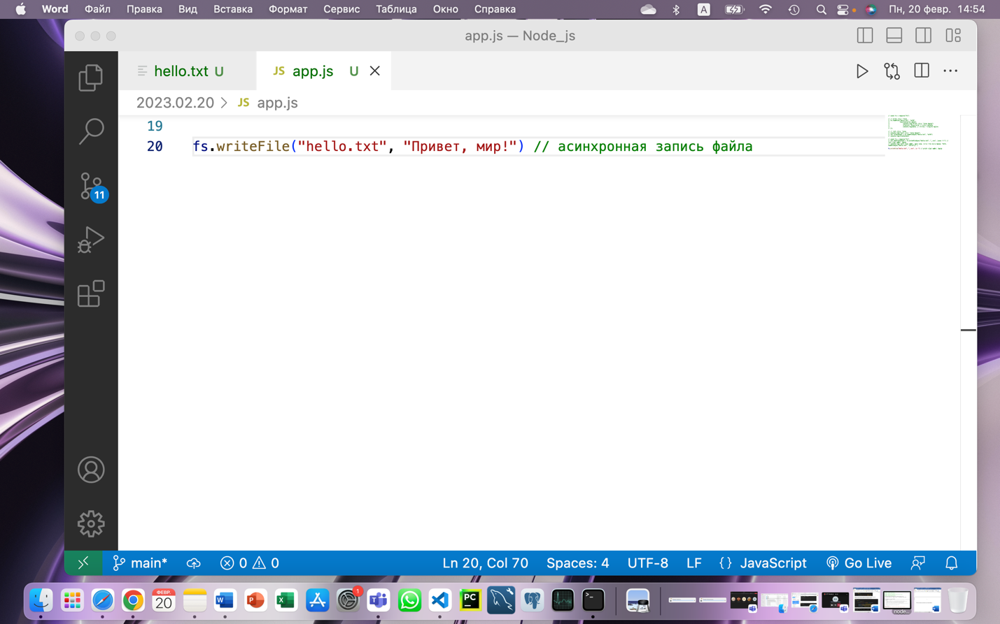 Word Файл Правка Вид Вставка Формат Сервис Таблица Окно Справка A Пн, 20 февр. 14:54
app.js — Node_js
hello.txt U JS app.js U
2023.02.20 > JS app.js
19
20 fs.writeFile("hello.txt", "Привет, мир!") // асинхронная запись файла
11
main* 0 0 Ln 20, Col 70 Spaces: 4 UTF-8 LF {} JavaScript Go Live
ФЕВР.
20 W P X 1 PC >_
node...